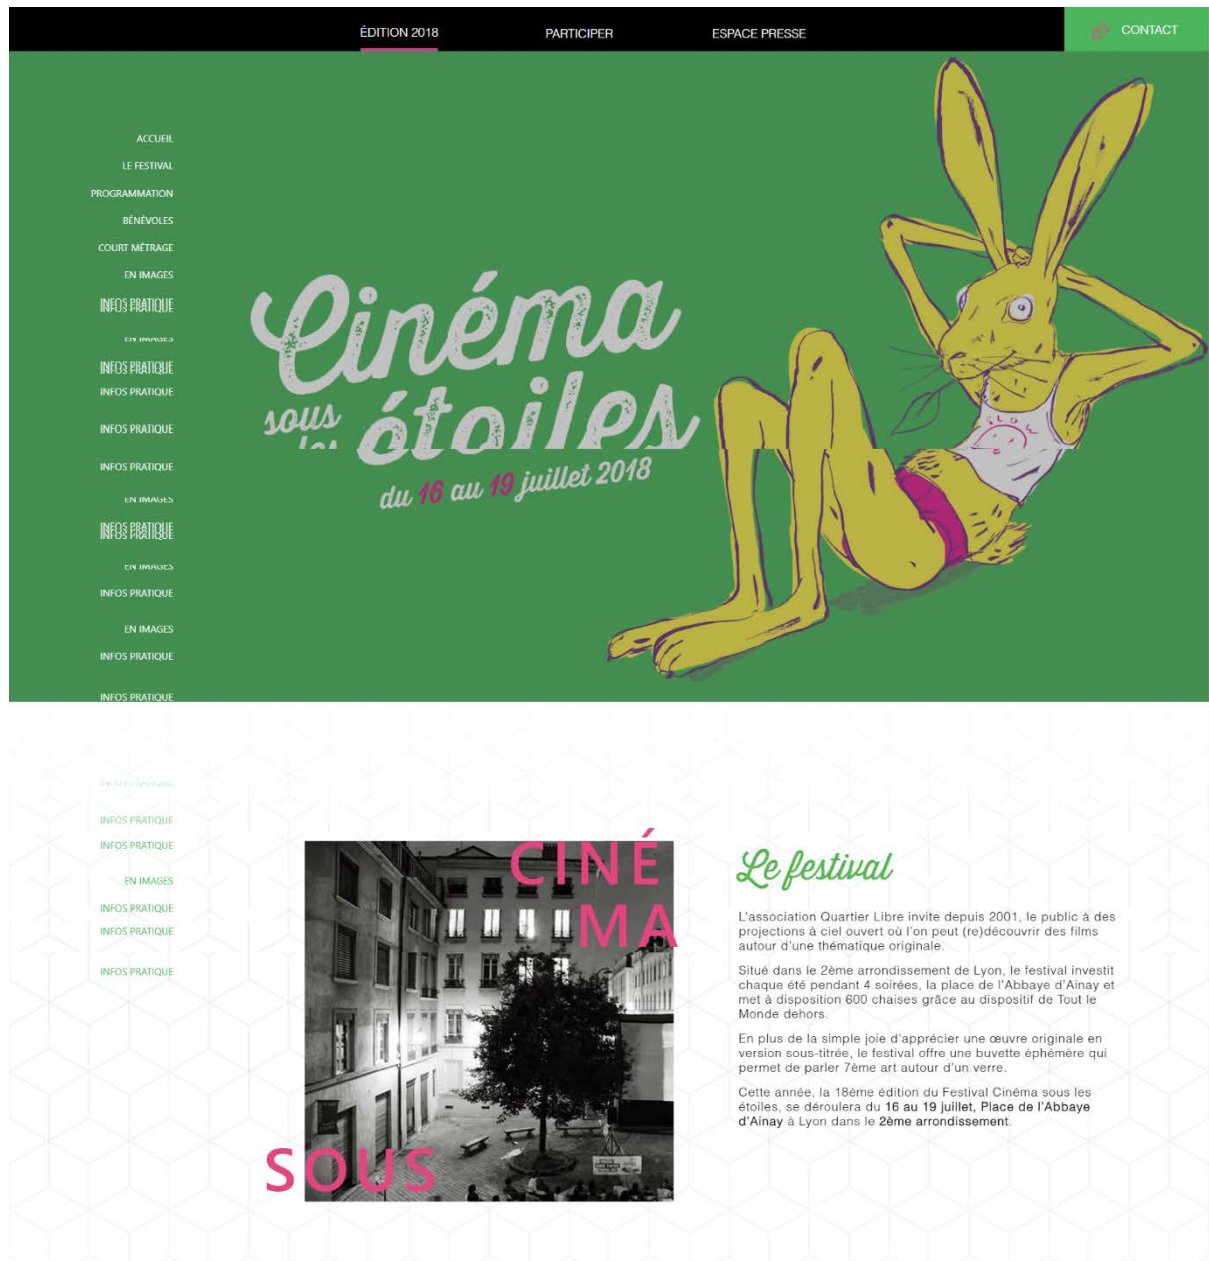 ÉDITION 2018
PARTICIPER
ESPACE PRESSE
CONTACT
ACCUEIL
LE FESTIVAL
PROGRAMMATION
BÉNÉVOLES
COURT MÉTRAGE
EN IMAGES
INFOS PRATIQUE
EN IMAGES
INFOS PRATIQUE
INFOS PRATIQUE
INFOS PRATIQUE
INFOS PRATIQUE
EN IMAGES
INFOS PRATIQUE
INFOS PRATIQUE
EN IMAGES
INFOS PRATIQUE
EN IMAGES
INFOS PRATIQUE
INFOS PRATIQUE
Cinéma
sous
les
étoiles
du 16 au 19 juillet 2018
SLOW
INFOS PRATIQUE
INFOS PRATIQUE
EN IMAGES
INFOS PRATIQUE
INFOS PRATIQUE
INFOS PRATIQUE
CINÉ
MA
SOUS
Le festival
L'association Quartier Libre invite depuis 2001, le public à des
projections à ciel ouvert où l'on peut (re)découvrir des films
autour d'une thématique originale.
Situé dans le 2ème arrondissement de Lyon, le festival investit
chaque été pendant 4 soirées, la place de l'Abbaye d'Ainay et
met à disposition 600 chaises grâce au dispositif de Tout le
Monde dehors.
En plus de la simple joie d'apprécier une œuvre originale en
version sous-titrée, le festival offre une buvette éphémère qui
permet de parler 7ème art autour d'un verre.
Cette année, la 18ème édition du Festival Cinéma sous les
étoiles, se déroulera du 16 au 19 juillet, Place de l'Abbaye
d'Ainay à Lyon dans le 2ème arrondissement.